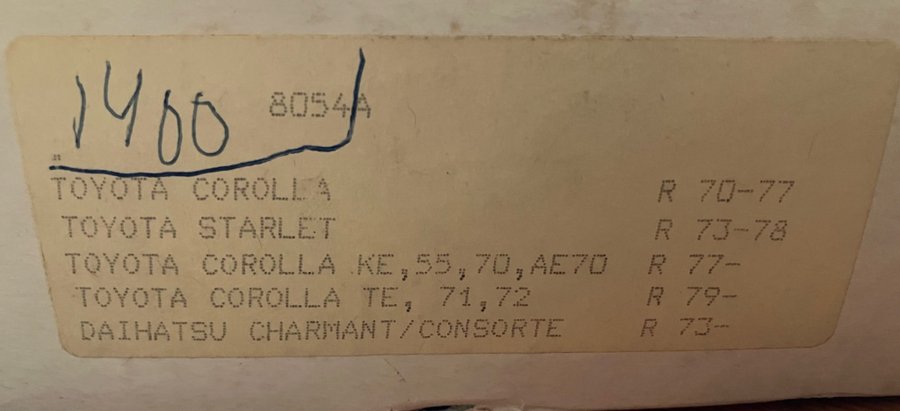 1400
8054A
TOYOTA COROLLA R 70-77
TOYOTA STARLET R 73-78
TOYOTA COROLLA KE,55,70,AE70 R 77-
TOYOTA COROLLA TE, 71,72 R 79-
DAIHATSU CHARMANT/CONSORTE R 73-